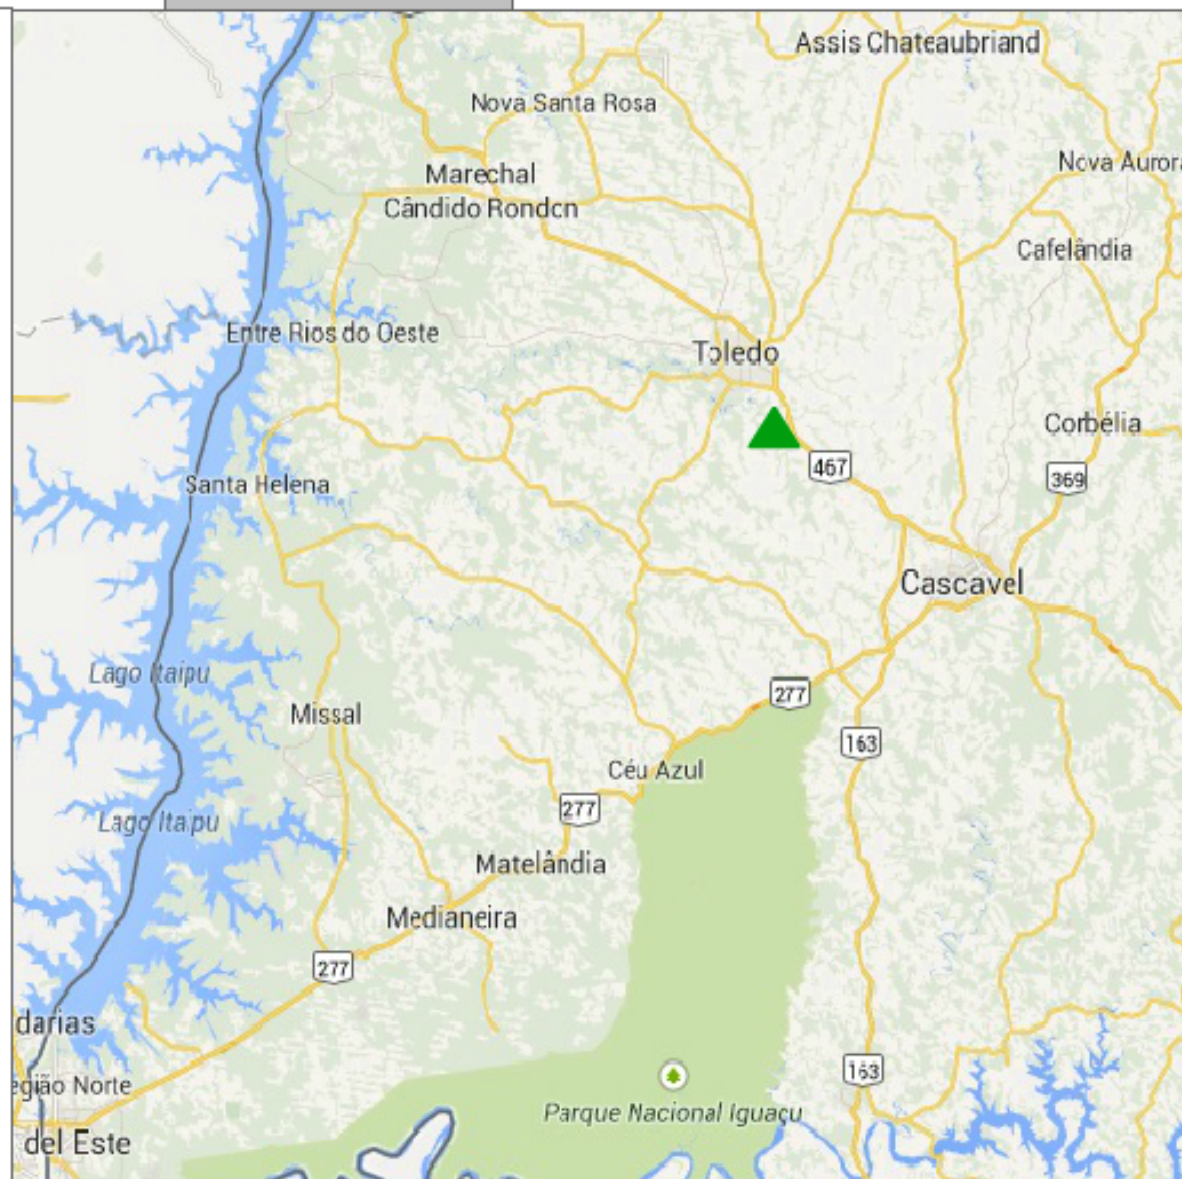 Assis Chateaubriand
Nova Santa Rosa
Nova Aurora
Marechal
Cândido Rondon
Cafelândia
Entre Rios do Oeste
Toledo
Corbélia
467
369
Santa Helena
Cascavel
Lago Itaipu
277
Missal
163
Céu Azul
277
Lago Itaipu
Matelândia
Medianeira
277
darias
163
egião Norte
Parque Nacional Iguaçu
del Este